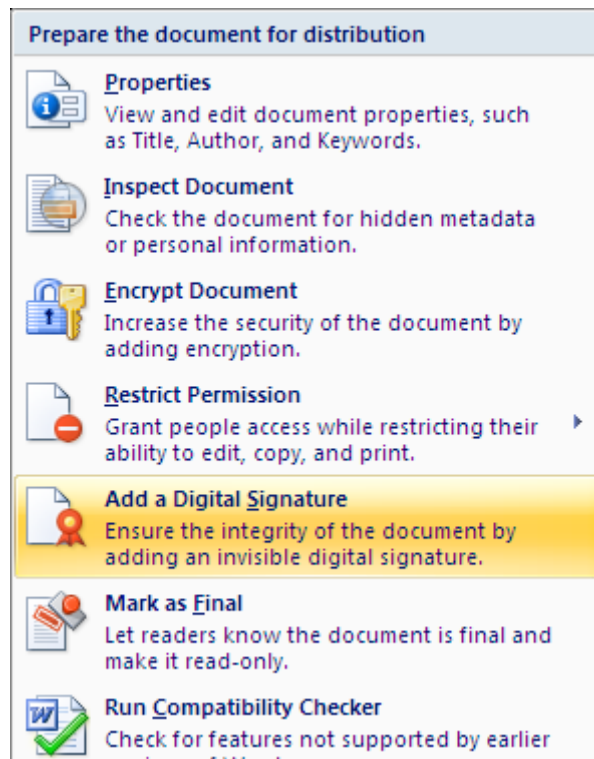 Prepare the document for distribution
Properties
View and edit document properties, such
as Title, Author, and Keywords.
Inspect Document
Check the document for hidden metadata
or personal information.
Encrypt Document
Increase the security of the document by
adding encryption.
Restrict Permission
Grant people access while restricting their
ability to edit, copy, and print.
Add a Digital Signature
Ensure the integrity of the document by
adding an invisible digital signature.
Mark as Final
Let readers know the document is final and
make it read-only.
Run Compatibility Checker
Check for features not supported by earlier